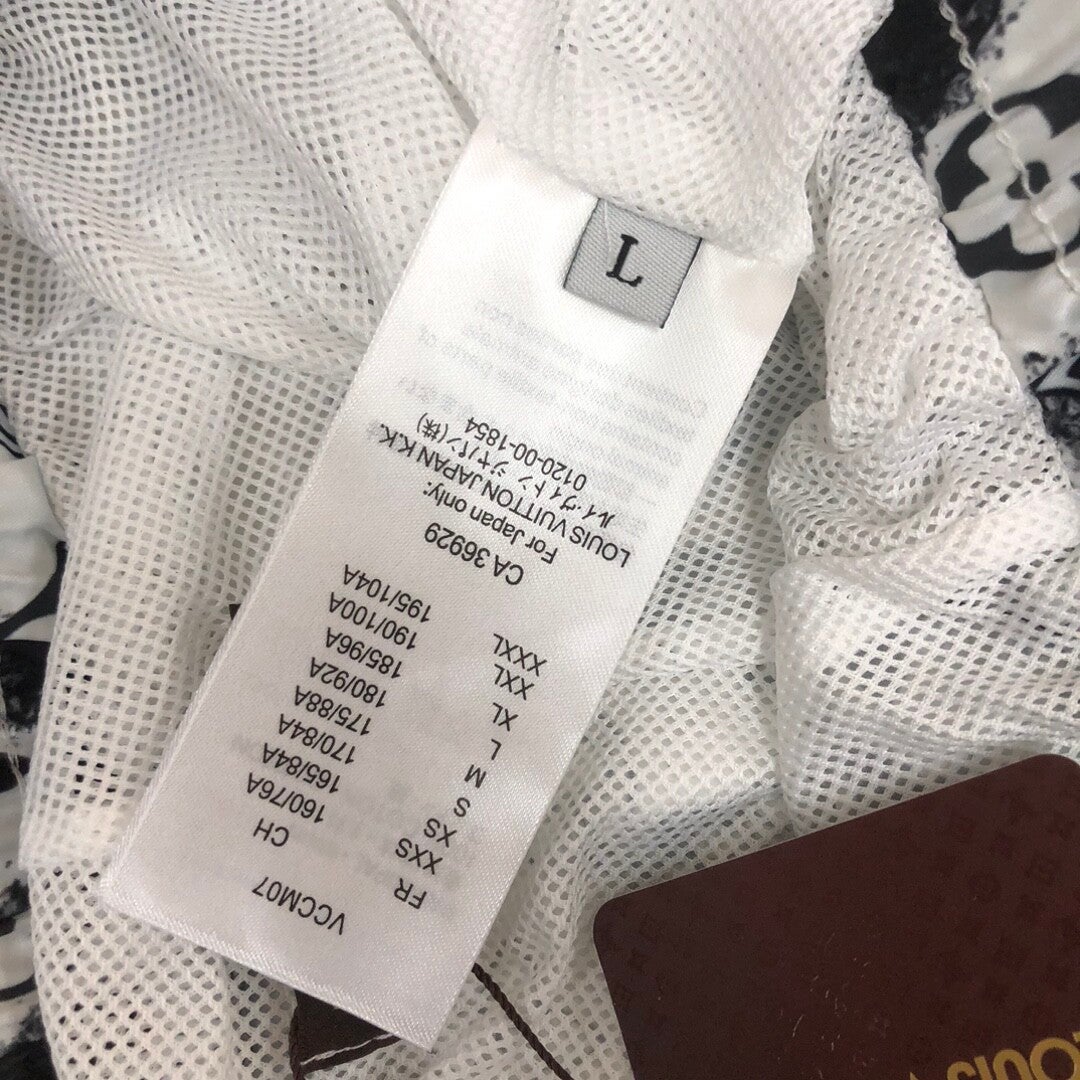 VCCM07
FR CH
XXS 160/76A
XS 165/84A
S 170/84A
M 175/88A
L 180/92A
XL 185/96A
XXL 190/100A
XXXL 195/104A
CA 36929
For Japan only:
LOUIS VUITTON JAPAN K.K.
ルイ・ヴィトン ジャパン(株)
0120-00-1854
L
OUIS